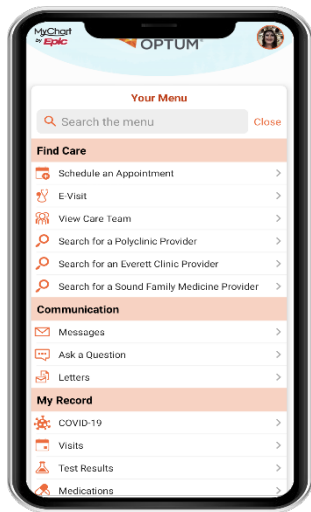 MyChart
by Epic
OPTUM®
Your Menu
Search the menu
Close
Find Care
Schedule an Appointment
E-Visit
View Care Team
Search for a Polyclinic Provider
Search for an Everett Clinic Provider
Search for a Sound Family Medicine Provider
Communication
Messages
Ask a Question
Letters
My Record
COVID-19
Visits
Test Results
Medications